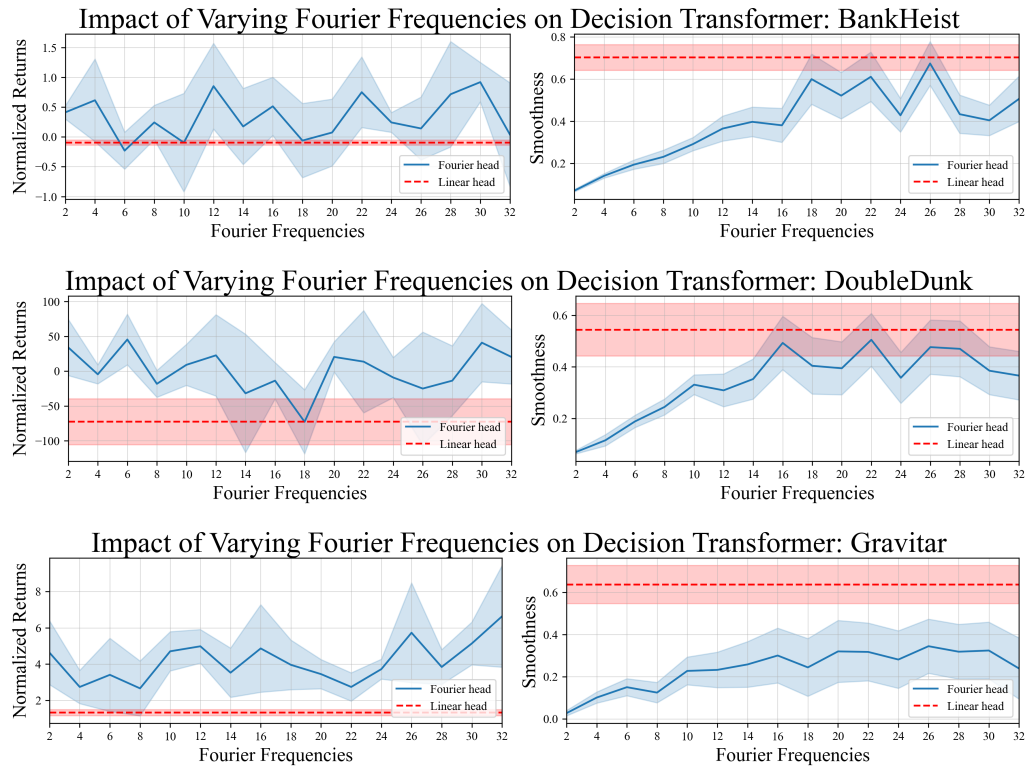 Impact of Varying Fourier Frequencies on Decision Transformer: BankHeist
Normalized Returns
1.5
1.0
0.5
0.0
−0.5
−1.0
2 4 6 8 10 12 14 16 18 20 22 24 26 28 30 32
Fourier Frequencies
Fourier head
Linear head
Smoothness
0.8
0.6
0.4
0.2
2 4 6 8 10 12 14 16 18 20 22 24 26 28 30 32
Fourier Frequencies
Fourier head
Linear head
Impact of Varying Fourier Frequencies on Decision Transformer: DoubleDunk
Normalized Returns
100
50
0
−50
−100
2 4 6 8 10 12 14 16 18 20 22 24 26 28 30 32
Fourier Frequencies
Fourier head
Linear head
Smoothness
0.6
0.4
0.2
2 4 6 8 10 12 14 16 18 20 22 24 26 28 30 32
Fourier Frequencies
Fourier head
Linear head
Impact of Varying Fourier Frequencies on Decision Transformer: Gravitar
Normalized Returns
8
6
4
2
2 4 6 8 10 12 14 16 18 20 22 24 26 28 30 32
Fourier Frequencies
Fourier head
Linear head
Smoothness
0.6
0.4
0.2
0.0
2 4 6 8 10 12 14 16 18 20 22 24 26 28 30 32
Fourier Frequencies
Fourier head
Linear head